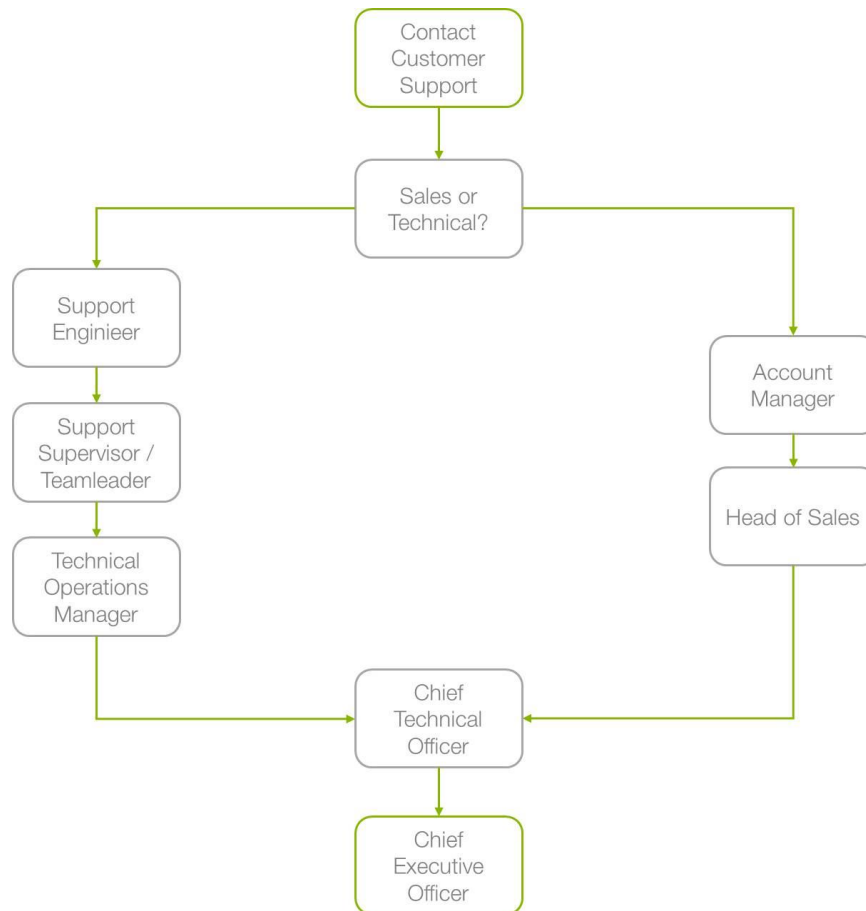 Contact
Customer
Support
Sales or
Technical?
Support
Enginieer
Support
Supervisor /
Teamleader
Technical
Operations
Manager
Account
Manager
Head of Sales
Chief
Technical
Officer
Chief
Executive
Officer